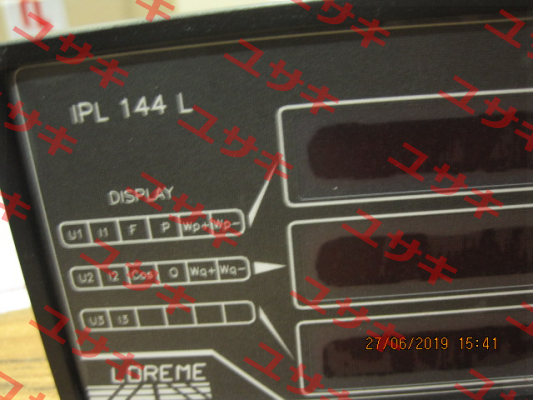 ユサキ
IPL 144 L
DISPLAY
U1 I1 F P Wp+ Wp-
U2 I2 Cos Q Wq+ Wq-
U3 I3
LOREME
27/06/2019 15:41